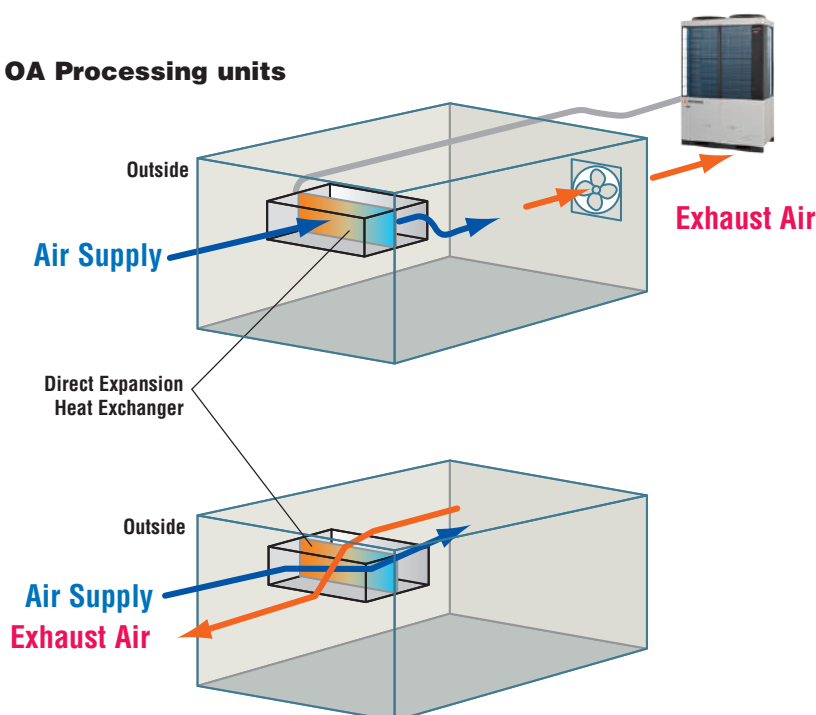 OA Processing units
Outside
Air Supply
Exhaust Air
Direct Expansion
Heat Exchanger
Outside
Air Supply
Exhaust Air